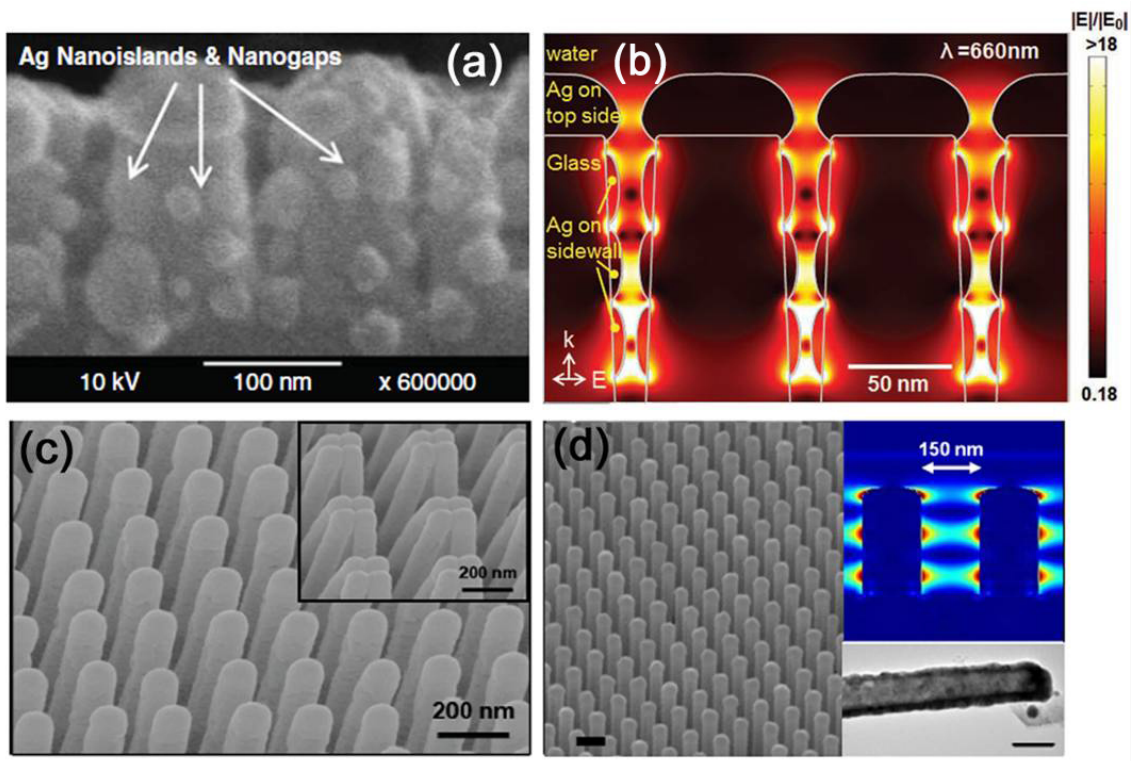 Ag Nanoislands & Nanogaps
(a)
10 kV 100 nm x 600000
|E|/|E₀|
>18
0.18
(b)
λ =660nm
water
Ag on
top side
Glass
Ag on
sidewall
k
E
50 nm
(c)
200 nm
200 nm
(d)
150 nm